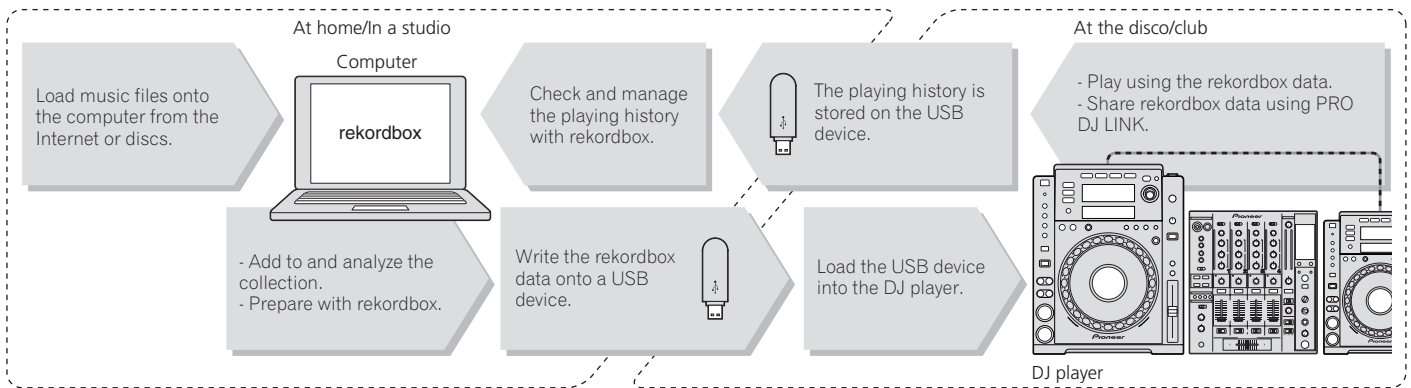 At home/In a studio
At the disco/club
Computer
Load music files onto
the computer from the
Internet or discs.
rekordbox
Check and manage
the playing history
with rekordbox.
The playing history is
stored on the USB
device.
- Play using the rekordbox data.
- Share rekordbox data using PRO
DJ LINK.
- Add to and analyze the
collection.
- Prepare with rekordbox.
Write the rekordbox
data onto a USB
device.
Load the USB device
into the DJ player.
Pioneer
Pioneer
Pioneer
DJ player